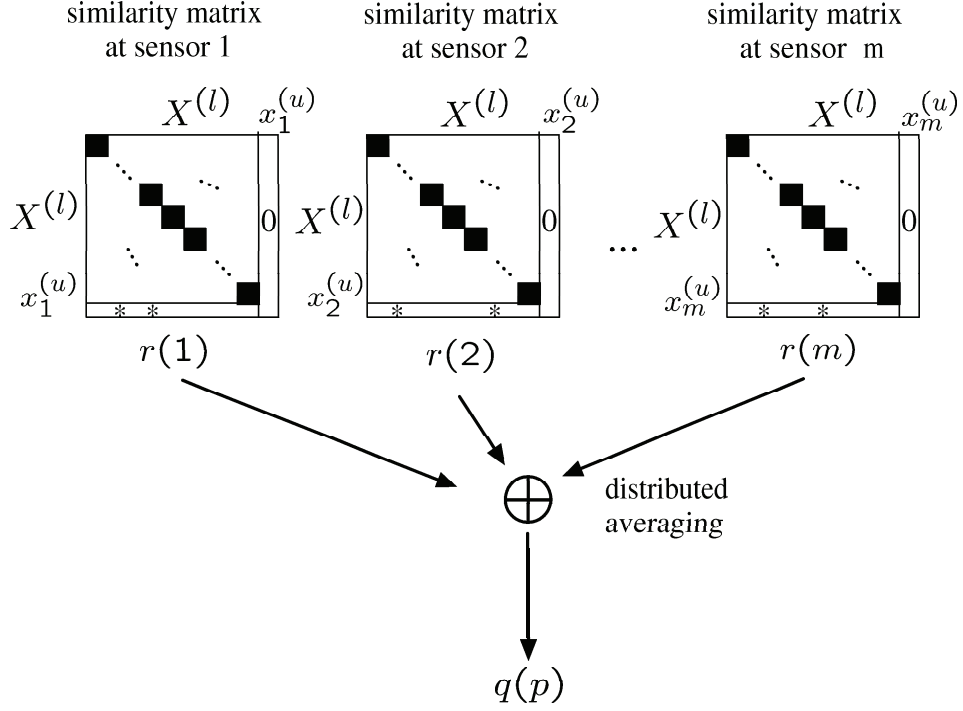 similarity matrix
at sensor 1
similarity matrix
at sensor 2
similarity matrix
at sensor m
X^{(l)} x_1^{(u)}
X^{(l)} x_2^{(u)}
X^{(l)} x_m^{(u)}
X^{(l)} 0
X^{(l)} 0
... X^{(l)} 0
x_1^{(u)} * *
x_2^{(u)} * *
x_m^{(u)} * *
r(1)
r(2)
r(m)
distributed
averaging
q(p)